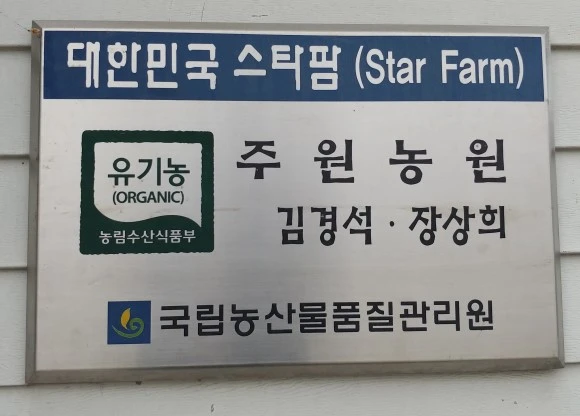 대한민국 스타팜 (Star Farm)
유기농
(ORGANIC)
농림수산식품부
주원농원
김경석 · 장상희
국립농산물품질관리원